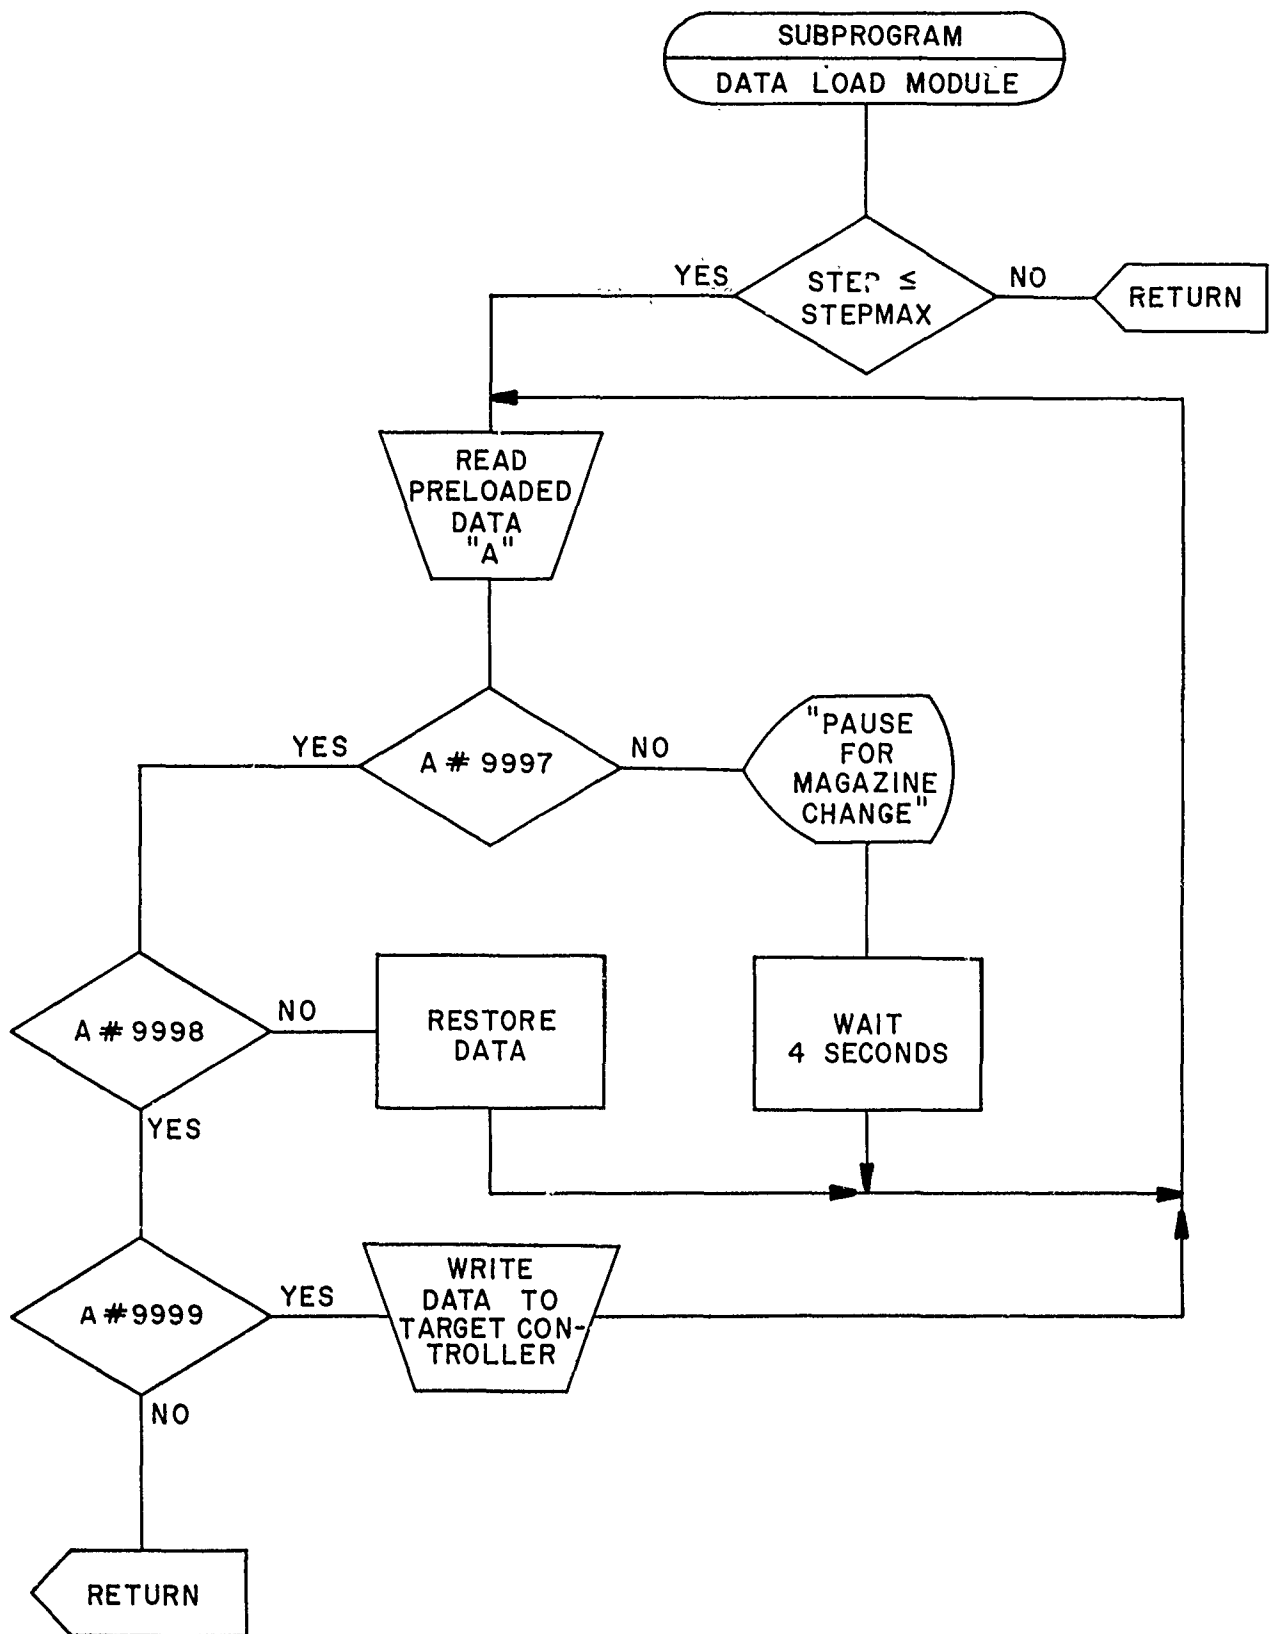 SUBPROGRAM
DATA LOAD MODULE
YES
STEP ≤
STEPMAX
NO
RETURN
READ
PRELOADED
DATA
"A"
YES
A # 9997
NO
"PAUSE
FOR
MAGAZINE
CHANGE"
A # 9998
NO
RESTORE
DATA
WAIT
4 SECONDS
YES
A # 9999
YES
WRITE
DATA TO
TARGET CON-
TROLLER
NO
RETURN